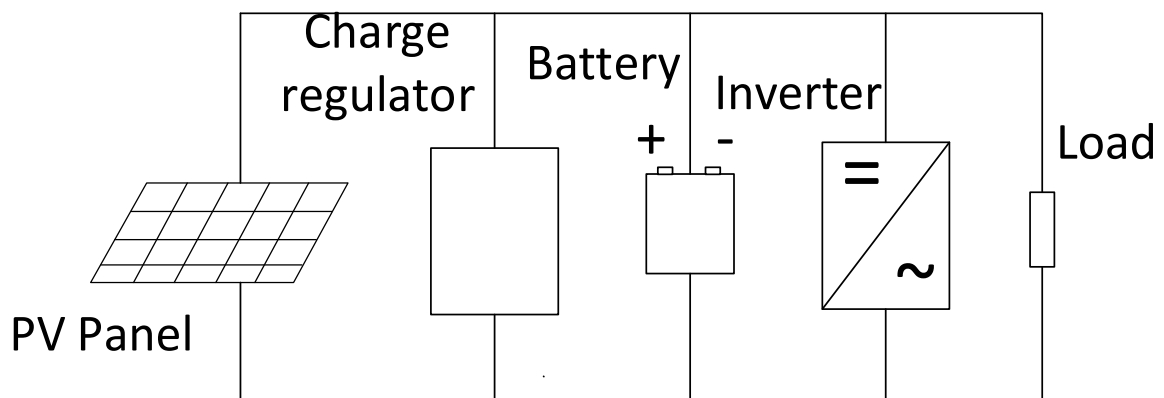 Charge
regulator
Battery
Inverter
+ -
Load
=
~
PV Panel